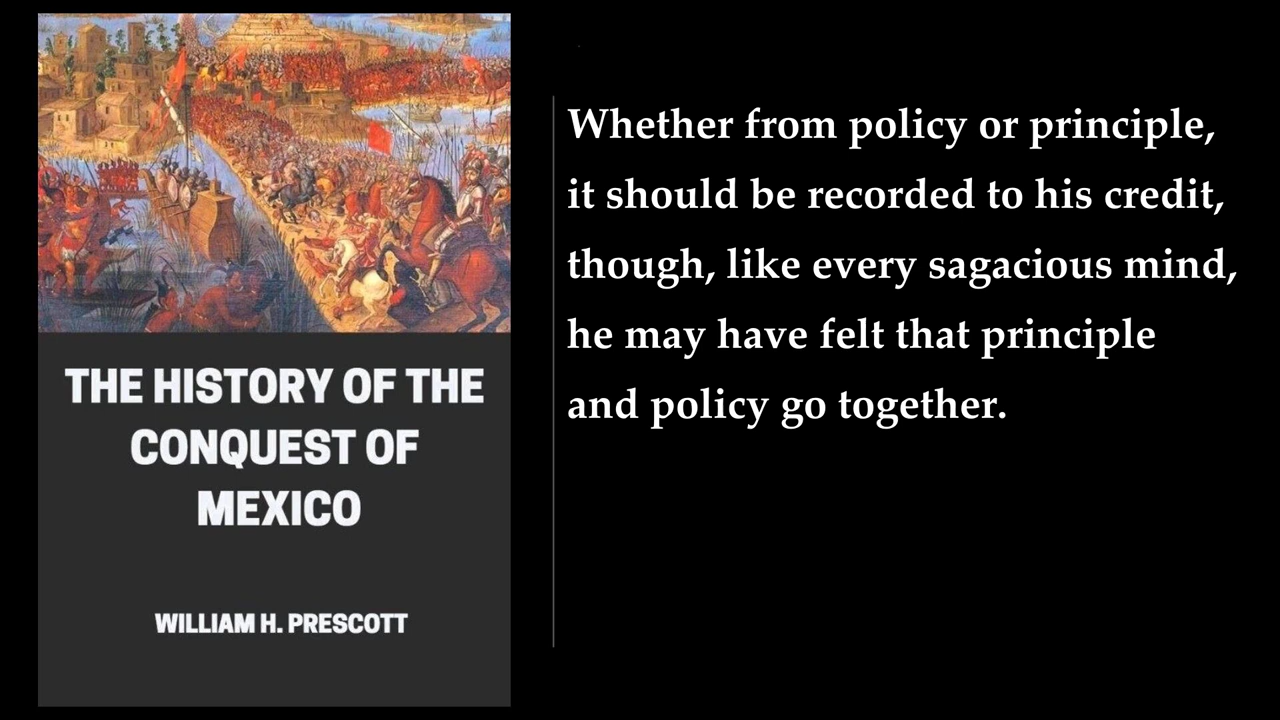 THE HISTORY OF THE
CONQUEST OF
MEXICO
WILLIAM H. PRESCOTT
Whether from policy or principle,
it should be recorded to his credit,
though, like every sagacious mind,
he may have felt that principle
and policy go together.